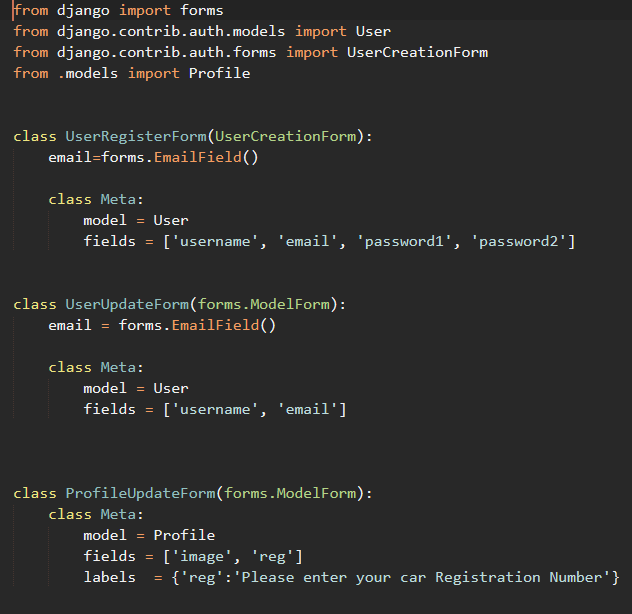 from django import forms
from django.contrib.auth.models import User
from django.contrib.auth.forms import UserCreationForm
from .models import Profile
class UserRegisterForm(UserCreationForm):
    email=forms.EmailField()
    class Meta:
        model = User
        fields = ['username', 'email', 'password1', 'password2']
class UserUpdateForm(forms.ModelForm):
    email = forms.EmailField()
    class Meta:
        model = User
        fields = ['username', 'email']
class ProfileUpdateForm(forms.ModelForm):
    class Meta:
        model = Profile
        fields = ['image', 'reg']
        labels  = {'reg':'Please enter your car Registration Number'}